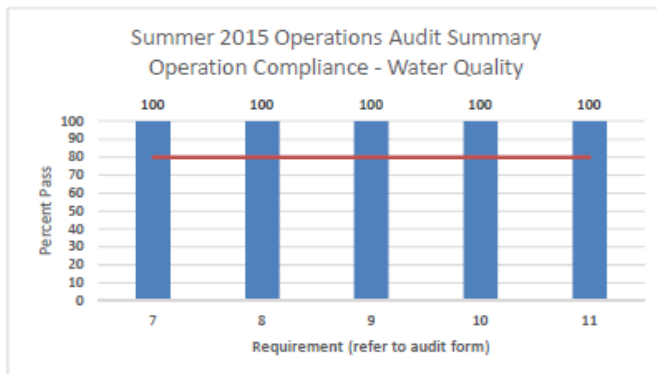 Summer 2015 Operations Audit Summary
Operation Compliance - Water Quality
100 100 100 100 100
100
90
80
70
60
50
40
30
20
10
0
Percent Pass
7 8 9 10 11
Requirement (refer to audit form)